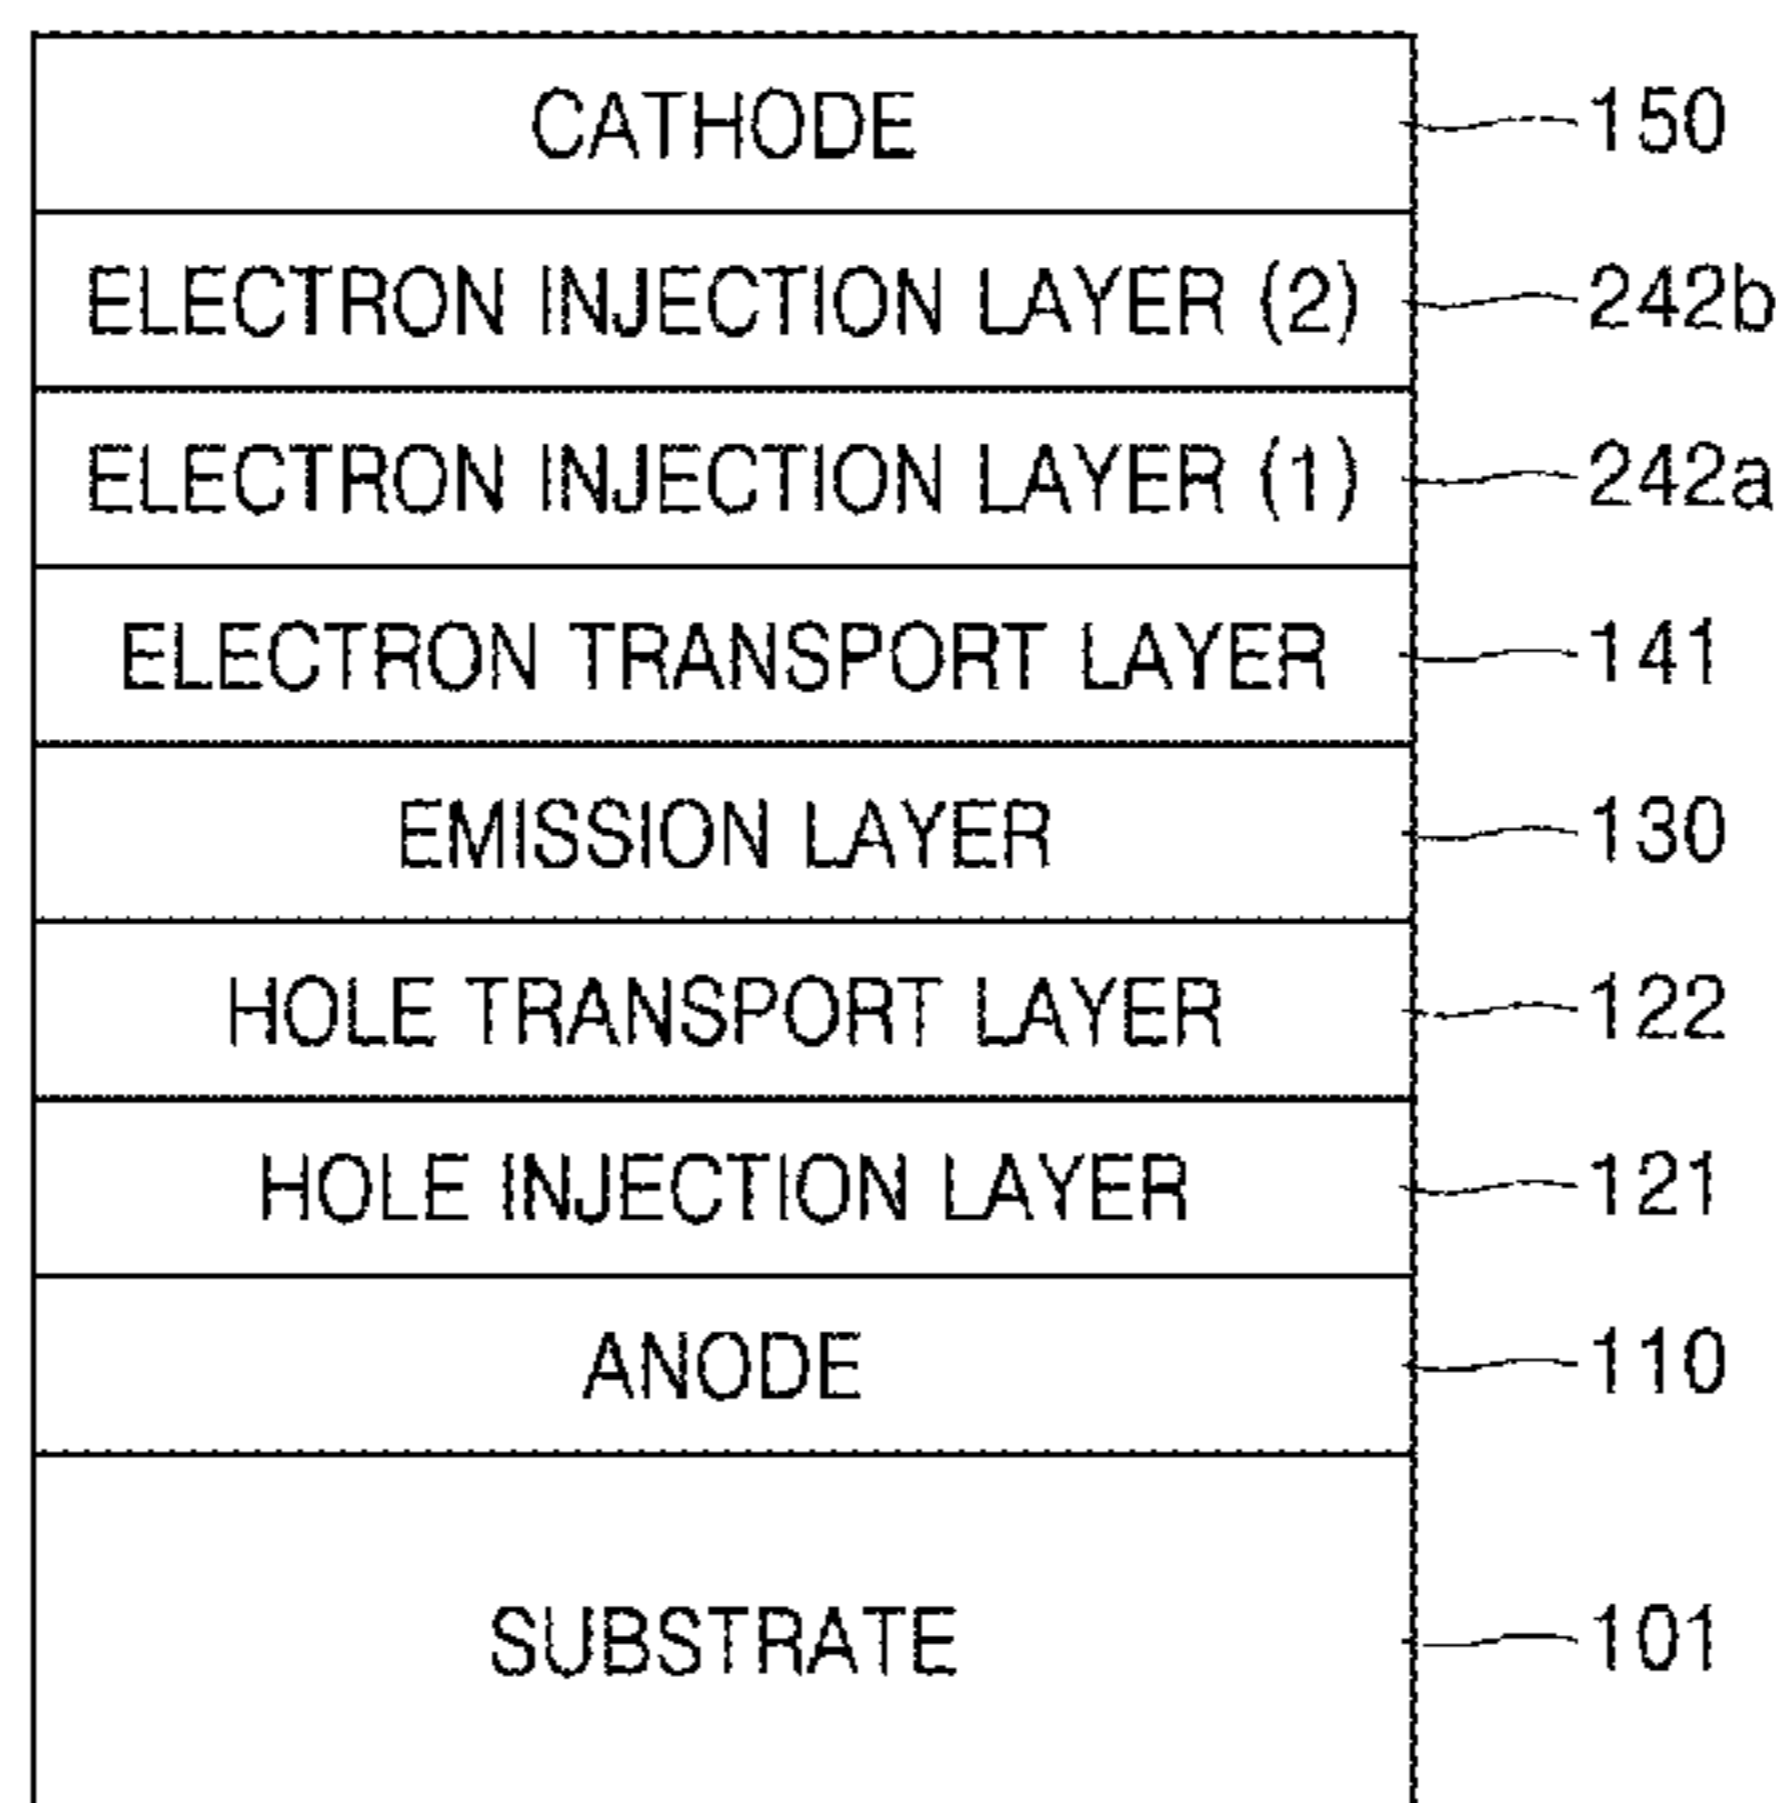 CATHODE 150
ELECTRON INJECTION LAYER (2) 242b
ELECTRON INJECTION LAYER (1) 242a
ELECTRON TRANSPORT LAYER 141
EMISSION LAYER 130
HOLE TRANSPORT LAYER 122
HOLE INJECTION LAYER 121
ANODE 110
SUBSTRATE 101